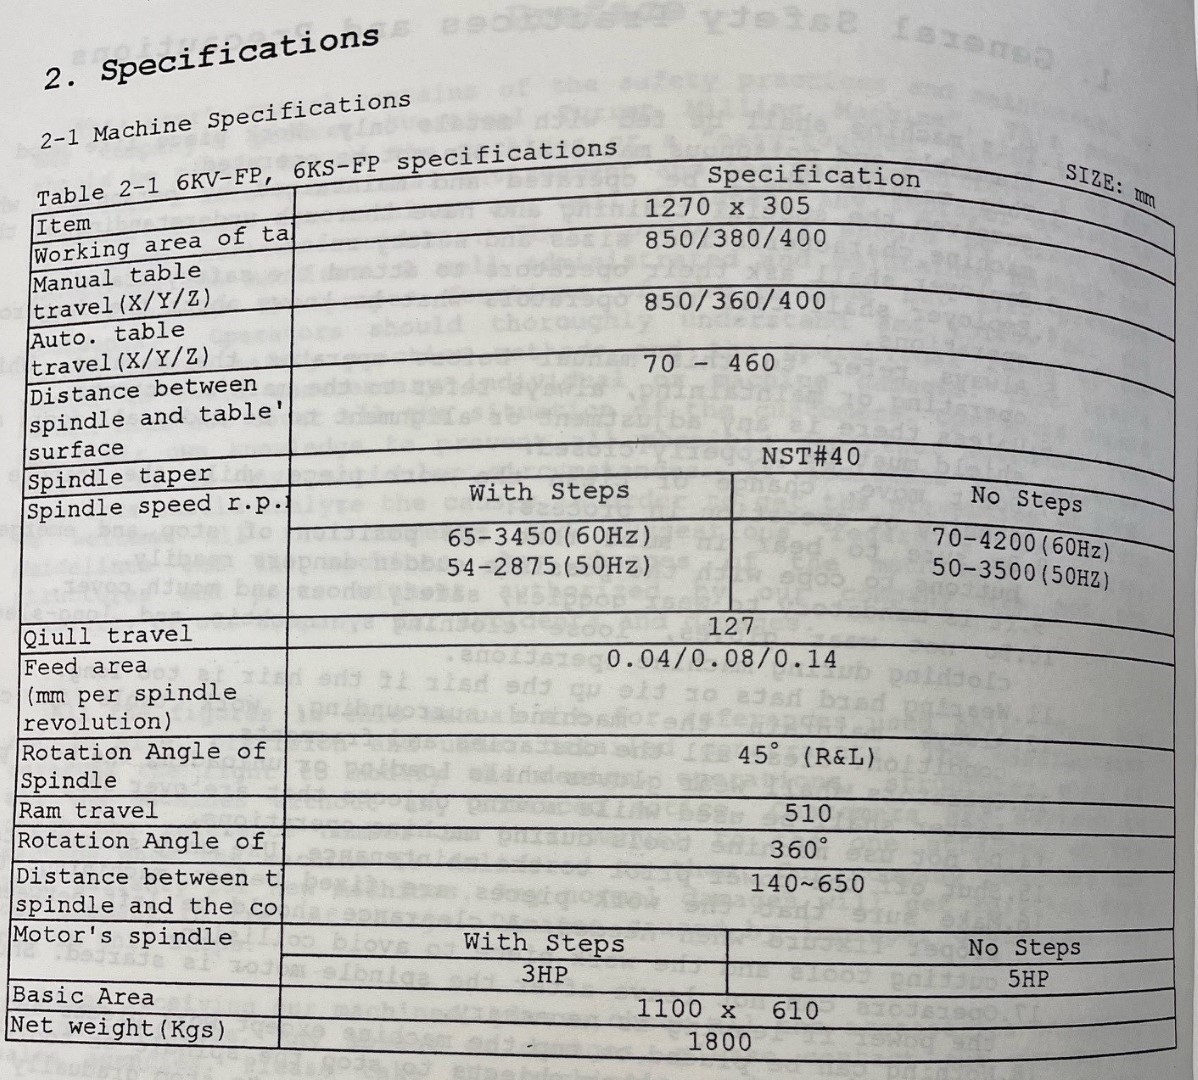 2. Specifications
2-1 Machine Specifications
Table 2-1 6KV-FP, 6KS-FP specifications
SIZE: mm
Item Specification
Working area of ta 1270 x 305
Manual table 850/380/400
travel(X/Y/Z)
Auto. table 850/360/400
travel(X/Y/Z)
Distance between 70 - 460
spindle and table'
surface
Spindle taper NST#40
Spindle speed r.p. With Steps No Steps
65-3450(60Hz) 70-4200(60Hz)
54-2875(50Hz) 50-3500(50HZ)
Qiull travel 127
Feed area 0.04/0.08/0.14
(mm per spindle
revolution)
Rotation Angle of 45° (R&L)
Spindle
Ram travel 510
Rotation Angle of 360°
Distance between t 140~650
spindle and the co
Motor's spindle With Steps No Steps
3HP 5HP
Basic Area 1100 x 610
Net weight(Kgs) 1800